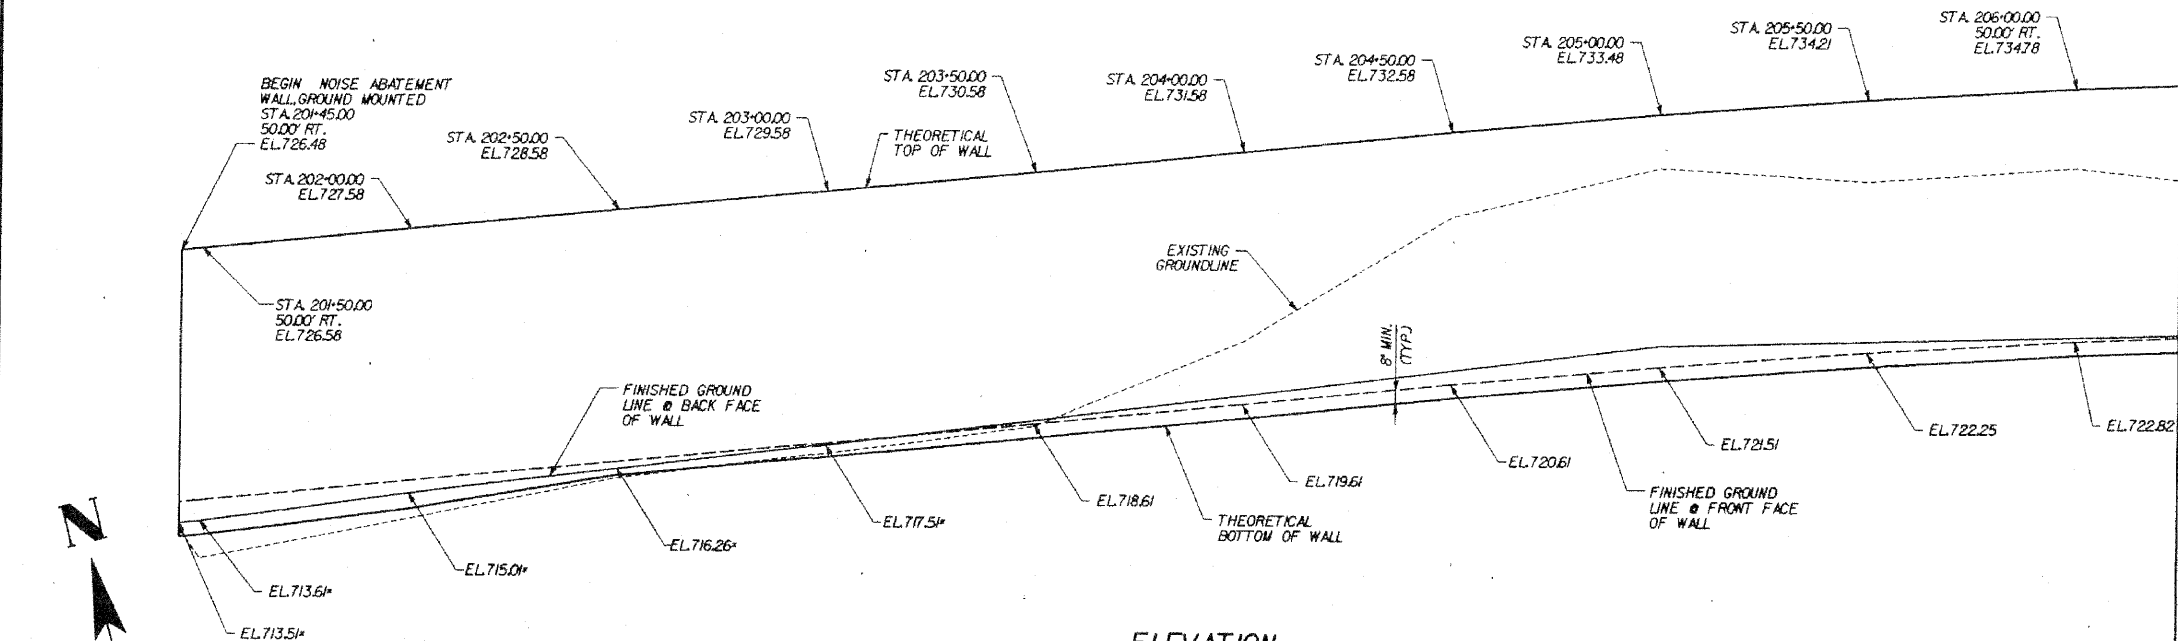 BEGIN NOISE ABATEMENT
WALL, GROUND MOUNTED
STA. 201+45.00
50.00' RT.
EL.726.48
STA. 202+00.00
EL.727.58
STA. 202+50.00
EL.728.58
STA. 203+00.00
EL.729.58
THEORETICAL
TOP OF WALL
STA. 203+50.00
EL.730.58
STA. 204+00.00
EL.731.58
STA. 204+50.00
EL.732.58
STA. 205+00.00
EL.733.48
STA. 205+50.00
EL.734.21
STA. 206+00.00
50.00' RT.
EL.734.78
STA. 201+50.00
50.00' RT.
EL.726.58
EXISTING
GROUNDLINE
8" MIN.
(TYP.)
FINISHED GROUND
LINE @ BACK FACE
OF WALL
N
EL.713.51*
EL.713.61*
EL.715.01*
EL.716.26*
EL.717.51*
EL.718.61
THEORETICAL
BOTTOM OF WALL
EL.719.61
EL.720.61
FINISHED GROUND
LINE @ FRONT FACE
OF WALL
EL.721.51
EL.722.25
EL.722.82
ELEVATION